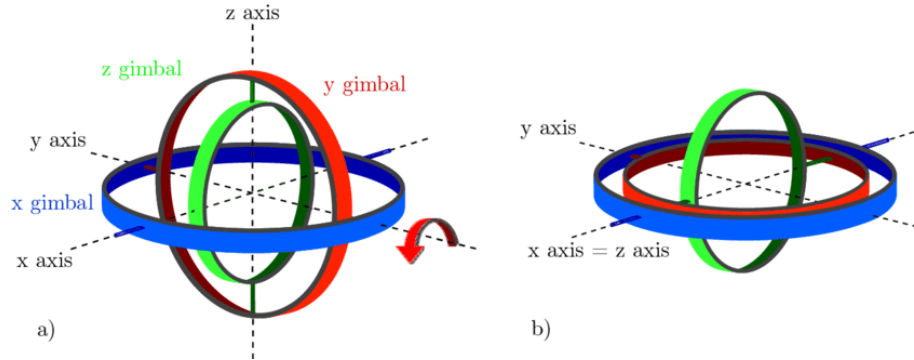 z axis
z gimbal
y gimbal
y axis
x gimbal
x axis
a)
y axis
x axis = z axis
b)